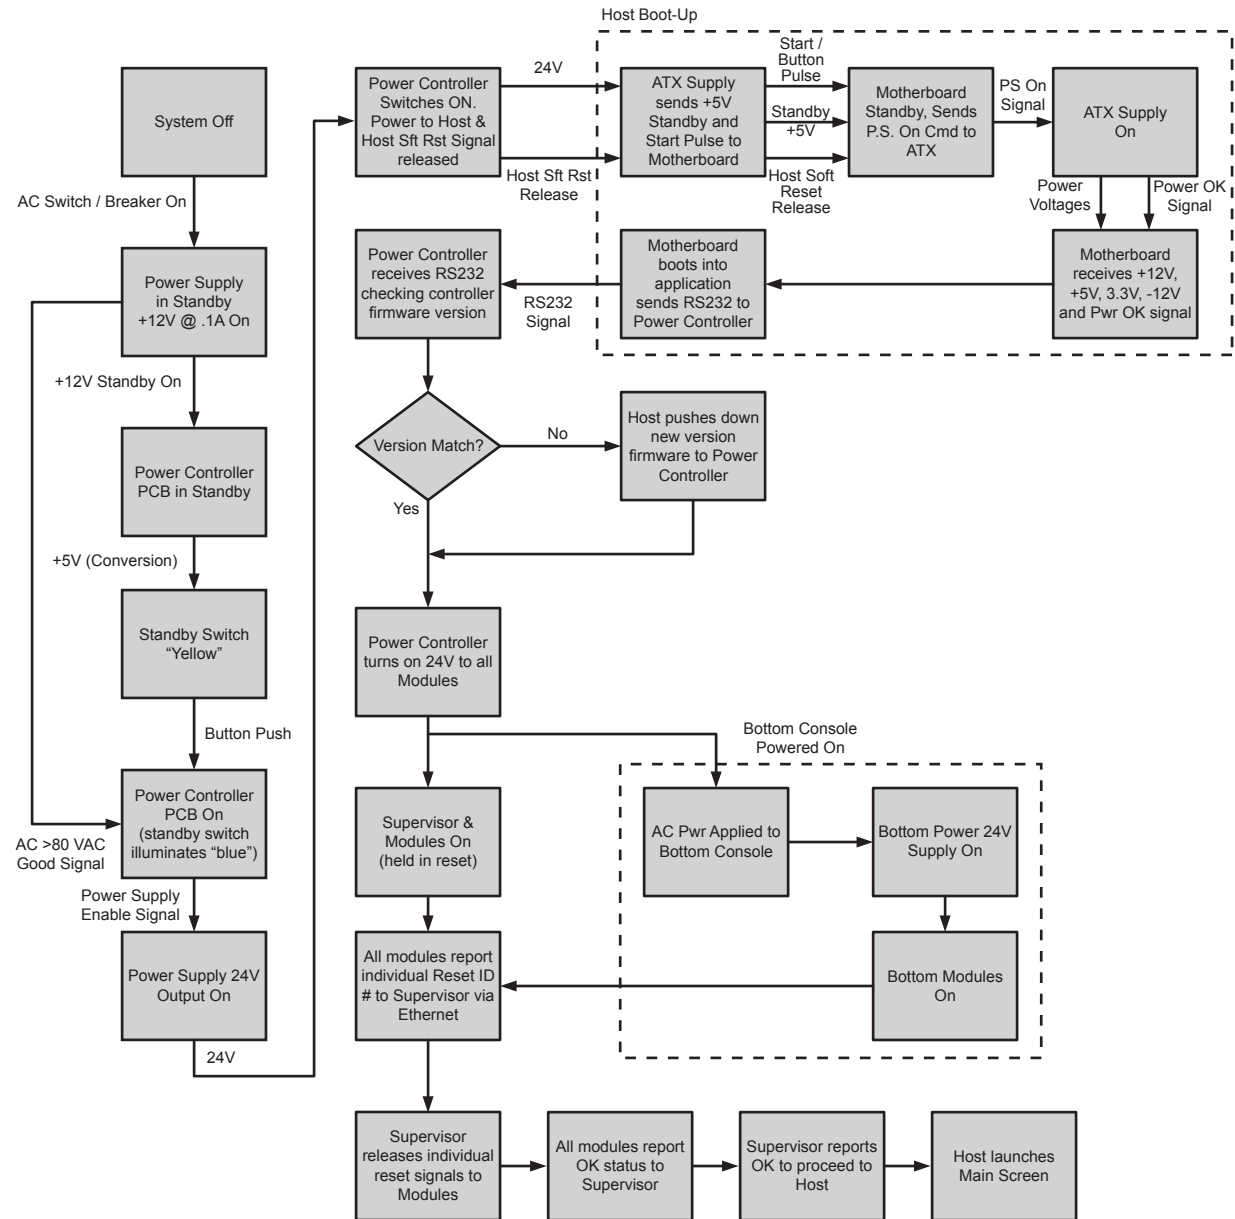 Host Boot-Up
System Off
AC Switch / Breaker On
Power Supply
in Standby
+12V @ .1A On
+12V Standby On
Power Controller
PCB in Standby
+5V (Conversion)
Standby Switch
“Yellow”
Button Push
Power Controller
PCB On
(standby switch
illuminates “blue”)
AC >80 VAC
Good Signal
Power Supply
Enable Signal
Power Supply 24V
Output On
24V
Power Controller
Switches ON.
Power to Host &
Host Sft Rst Signal
released
24V
Host Sft Rst
Release
ATX Supply
sends +5V
Standby and
Start Pulse to
Motherboard
Start /
Button
Pulse
Standby
+5V
Host Soft
Reset
Release
Motherboard
Standby, Sends
P.S. On Cmd to
ATX
PS On
Signal
ATX Supply
On
Power
Voltages
Power OK
Signal
Motherboard
receives +12V,
+5V, 3.3V, -12V
and Pwr OK signal
Motherboard
boots into
application
sends RS232 to
Power Controller
RS232
Signal
Power Controller
receives RS232
checking controller
firmware version
Version Match?
No
Host pushes down
new version
firmware to Power
Controller
Yes
Power Controller
turns on 24V to all
Modules
Bottom Console
Powered On
Supervisor &
Modules On
(held in reset)
AC Pwr Applied to
Bottom Console
Bottom Power 24V
Supply On
Bottom Modules
On
All modules report
individual Reset ID
# to Supervisor via
Ethernet
Supervisor
releases individual
reset signals to
Modules
All modules report
OK status to
Supervisor
Supervisor reports
OK to proceed to
Host
Host launches
Main Screen